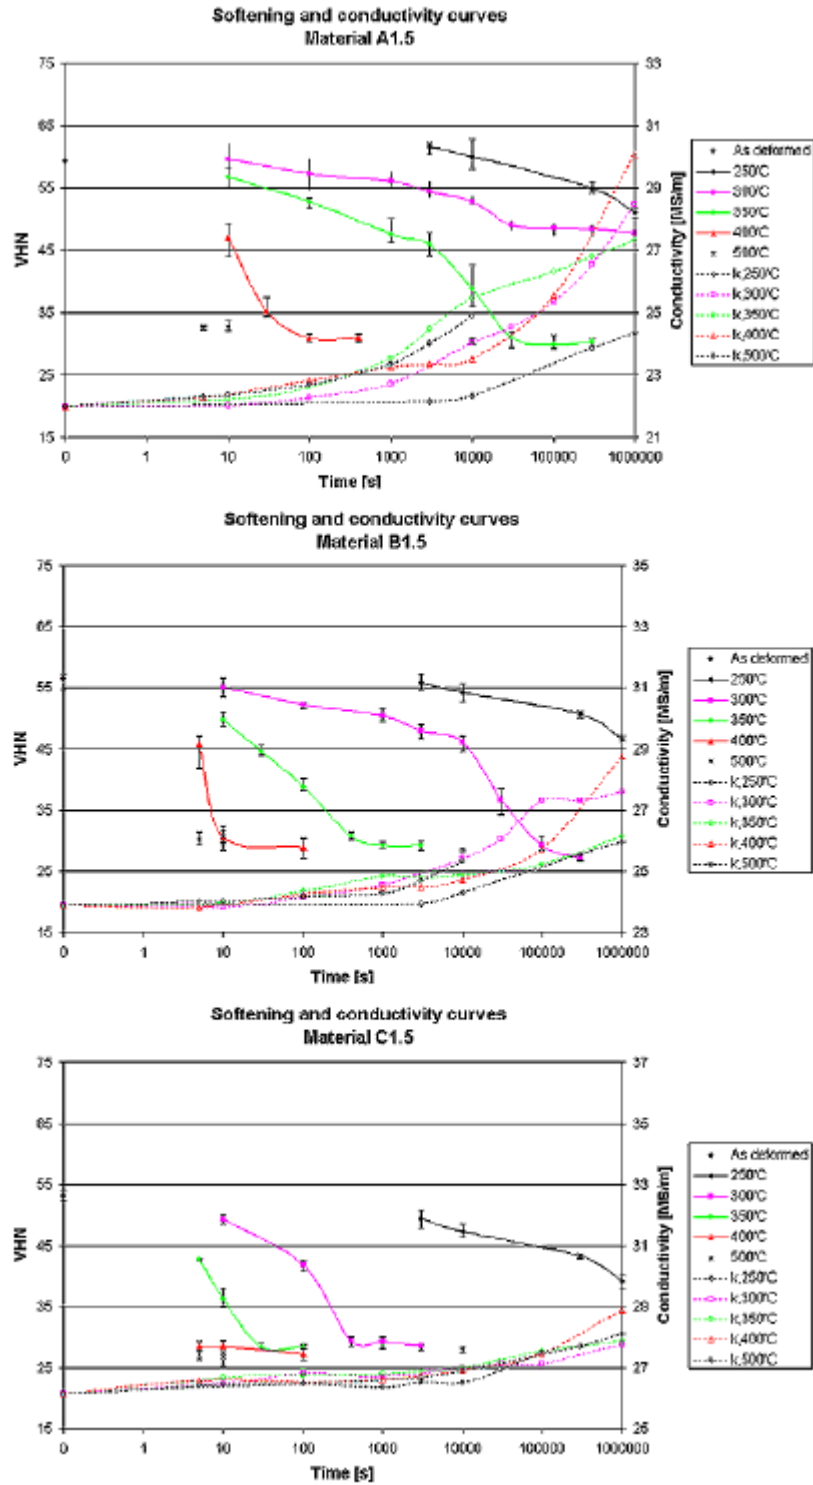 Softening and conductivity curves
Material A1.5
75
65
55
45
35
25
15
VHN
33
31
29
27
25
23
21
Conductivity [MS/m]
0 1 10 100 1000 10000 100000 1000000
Time [s]
As deformed
250°C
300°C
350°C
400°C
500°C
k,250°C
k,300°C
k,350°C
k,400°C
k,500°C
Softening and conductivity curves
Material B1.5
75
65
55
45
35
25
15
VHN
35
33
31
29
27
25
23
Conductivity [MS/m]
0 1 10 100 1000 10000 100000 1000000
Time [s]
As deformed
250°C
300°C
350°C
400°C
500°C
k,250°C
k,300°C
k,350°C
k,400°C
k,500°C
Softening and conductivity curves
Material C1.5
75
65
55
45
35
25
15
VHN
37
35
33
31
29
27
25
Conductivity [MS/m]
0 1 10 100 1000 10000 100000 1000000
Time [s]
As deformed
250°C
300°C
350°C
400°C
500°C
k,250°C
k,300°C
k,350°C
k,400°C
k,500°C